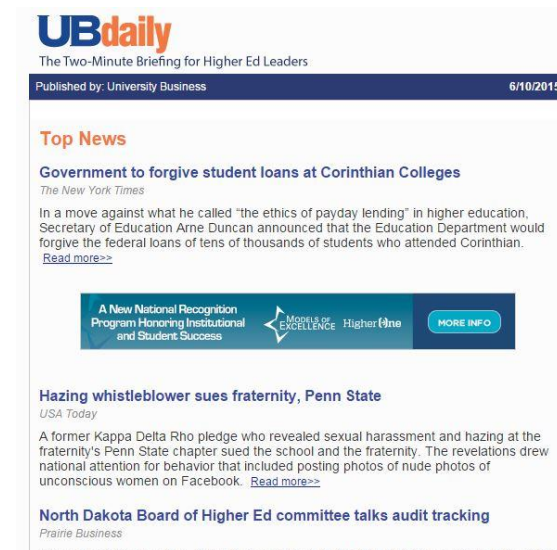 UBdaily
The Two-Minute Briefing for Higher Ed Leaders
Published by: University Business 6/10/2015
Top News
Government to forgive student loans at Corinthian Colleges
The New York Times
In a move against what he called “the ethics of payday lending” in higher education,
Secretary of Education Arne Duncan announced that the Education Department would
forgive the federal loans of tens of thousands of students who attended Corinthian.
Read more>>
A New National Recognition
Program Honoring Institutional
and Student Success
MODELS OF
EXCELLENCE
HigherOne
MORE INFO
Hazing whistleblower sues fraternity, Penn State
USA Today
A former Kappa Delta Rho pledge who revealed sexual harassment and hazing at the
fraternity's Penn State chapter sued the school and the fraternity. The revelations drew
national attention for behavior that included posting photos of nude photos of
unconscious women on Facebook. Read more>>
North Dakota Board of Higher Ed committee talks audit tracking
Prairie Business